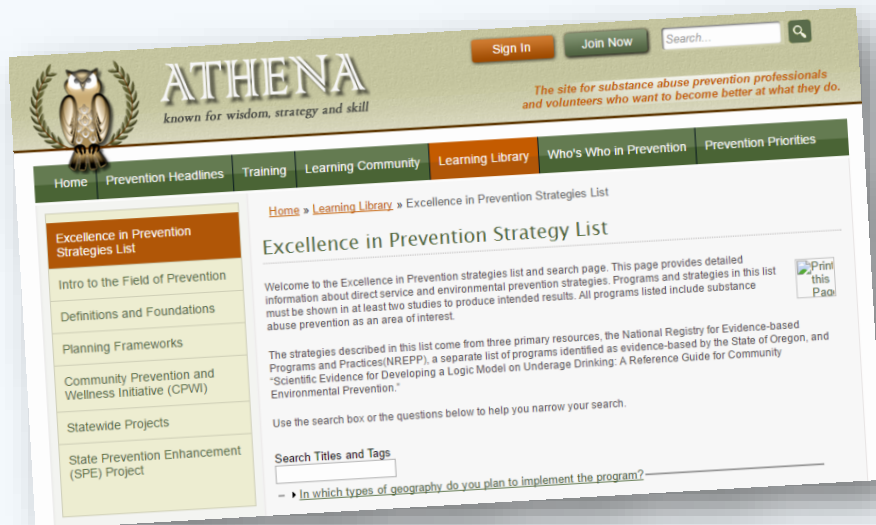 Sign In
Join Now
Search...
ATHENA
known for wisdom, strategy and skill
The site for substance abuse prevention professionals
and volunteers who want to become better at what they do.
Home
Prevention Headlines
Training
Learning Community
Learning Library
Who's Who in Prevention
Prevention Priorities
Excellence in Prevention
Strategies List
Intro to the Field of Prevention
Definitions and Foundations
Planning Frameworks
Community Prevention and
Wellness Initiative (CPWI)
Statewide Projects
State Prevention Enhancement
(SPE) Project
Home » Learning Library » Excellence in Prevention Strategies List
Excellence in Prevention Strategy List
Welcome to the Excellence in Prevention strategies list and search page. This page provides detailed
information about direct service and environmental prevention strategies. Programs and strategies in this list
must be shown in at least two studies to produce intended results. All programs listed include substance
abuse prevention as an area of interest.
Print
this
Pag
The strategies described in this list come from three primary resources, the National Registry for Evidence-based
Programs and Practices(NREPP), a separate list of programs identified as evidence-based by the State of Oregon, and
“Scientific Evidence for Developing a Logic Model on Underage Drinking: A Reference Guide for Community
Environmental Prevention.”
Use the search box or the questions below to help you narrow your search.
Search Titles and Tags
In which types of geography do you plan to implement the program?